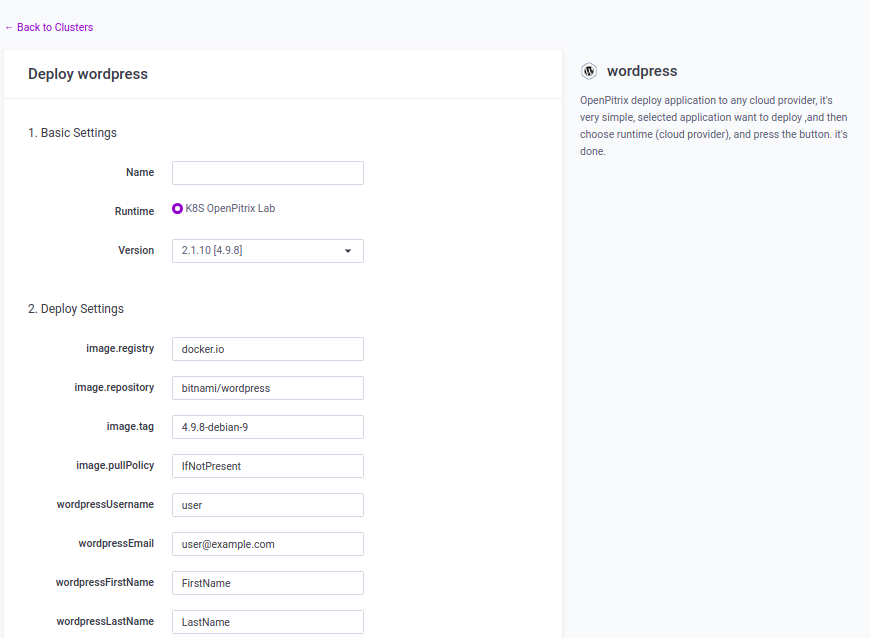 ← Back to Clusters
Deploy wordpress
1. Basic Settings
Name
Runtime K8S OpenPitrix Lab
Version 2.1.10 [4.9.8]
2. Deploy Settings
image.registry docker.io
image.repository bitnami/wordpress
image.tag 4.9.8-debian-9
image.pullPolicy IfNotPresent
wordpressUsername user
wordpressEmail user@example.com
wordpressFirstName FirstName
wordpressLastName LastName
wordpress
OpenPitrix deploy application to any cloud provider, it's
very simple, selected application want to deploy ,and then
choose runtime (cloud provider), and press the button. it's
done.